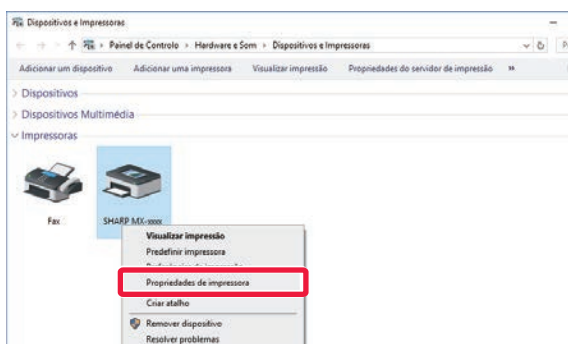 Dispositivos e Impressoras
Painel de Controlo > Hardware e Som > Dispositivos e Impressoras
Adicionar um dispositivo Adicionar uma impressora Visualizar impressão Propriedades do servidor de impressão »
> Dispositivos
> Dispositivos Multimédia
Impressoras
Fax SHARP MX-xxxx
Visualizar impressão
Predefinir impressora
Propriedades de impressora
Criar atalho
Remover dispositivo
Resolver problemas